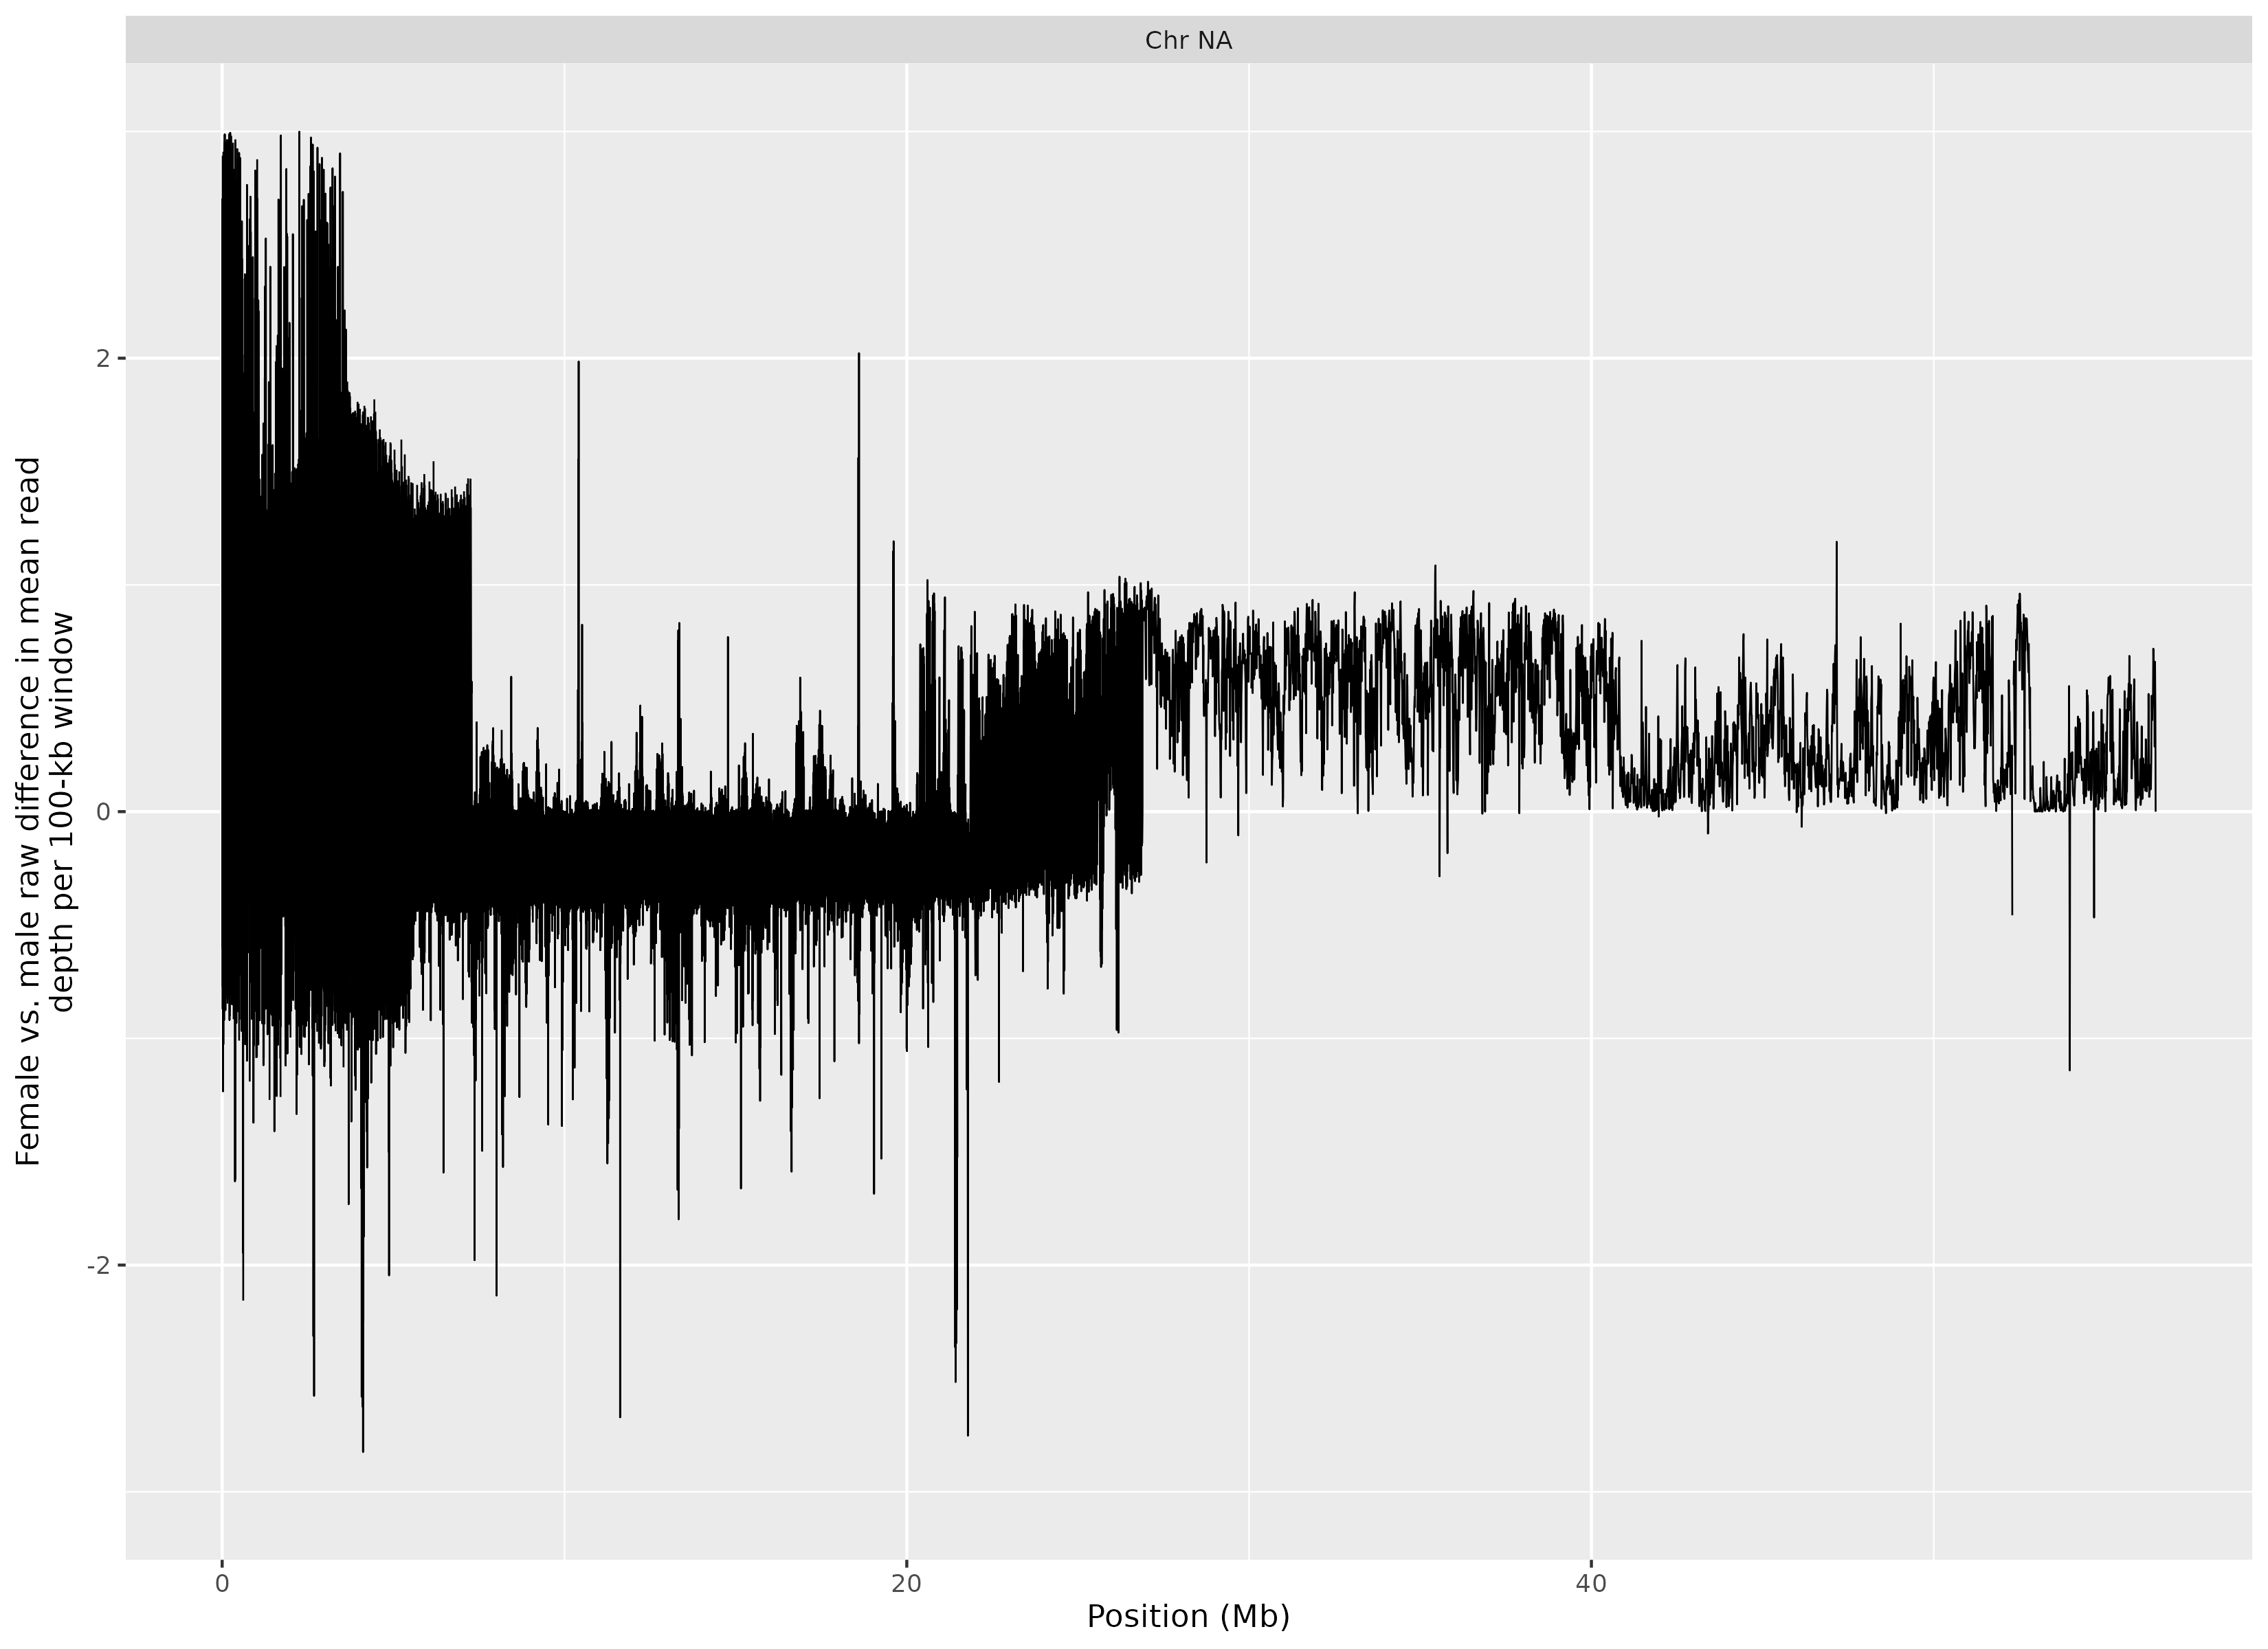 Chr NA
Female vs. male raw difference in mean read
depth per 100-kb window
2
0
-2
0
20
40
Position (Mb)